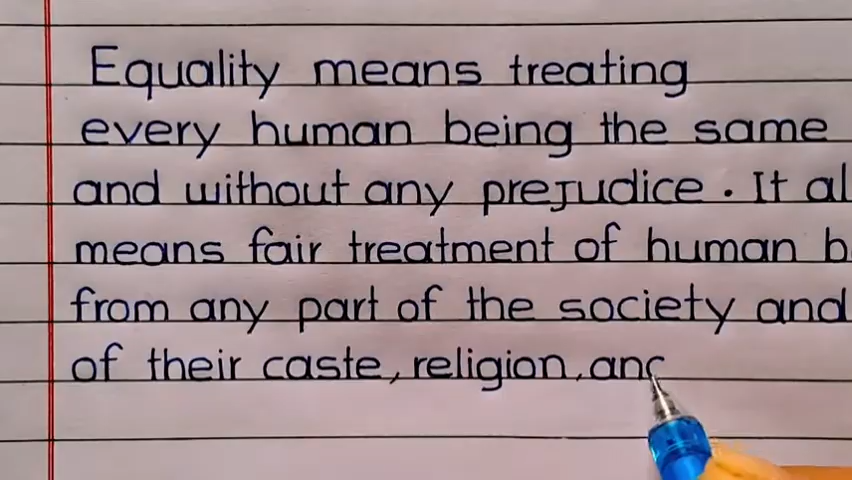 Equality means treating
every human being the same
and without any prejudice. It al
means fair treatment of human b
from any part of the society and
of their caste, religion, anc